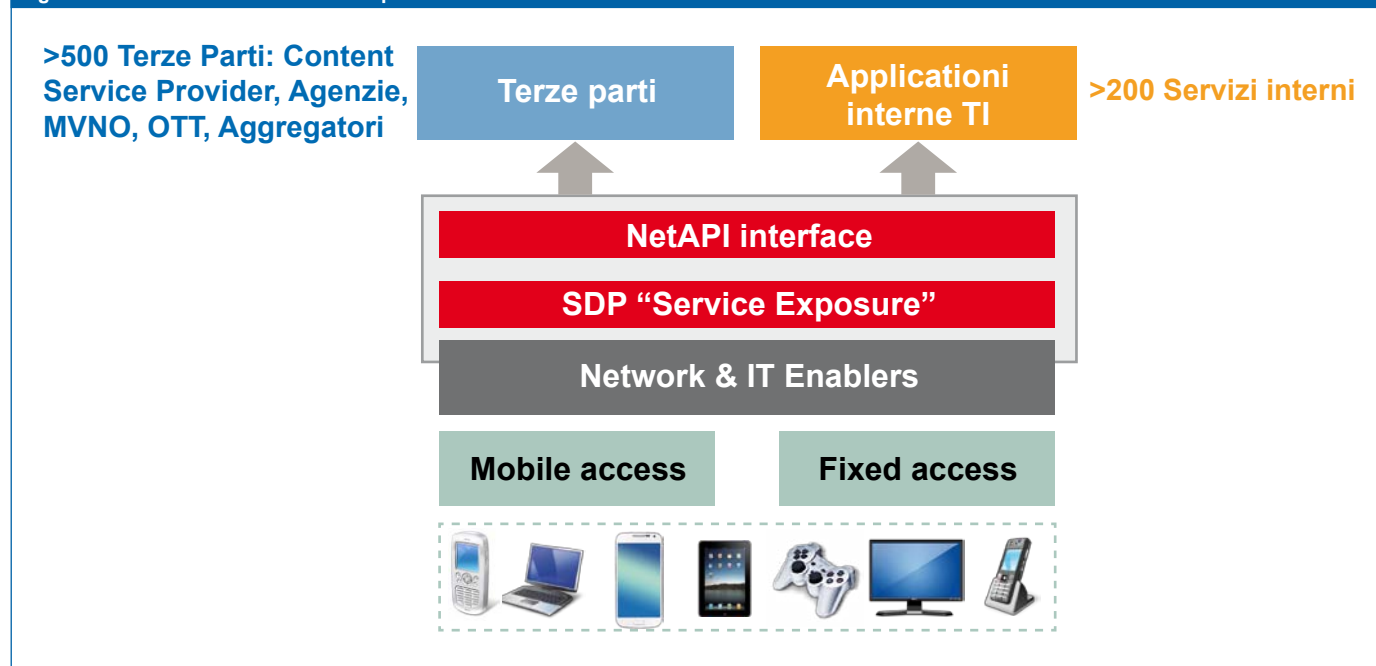 >500 Terze Parti: Content
Service Provider, Agenzie,
MVNO, OTT, Aggregatori
Terze parti
Applicationi
interne TI
>200 Servizi interni
NetAPI interface
SDP “Service Exposure”
Network & IT Enablers
Mobile access
Fixed access